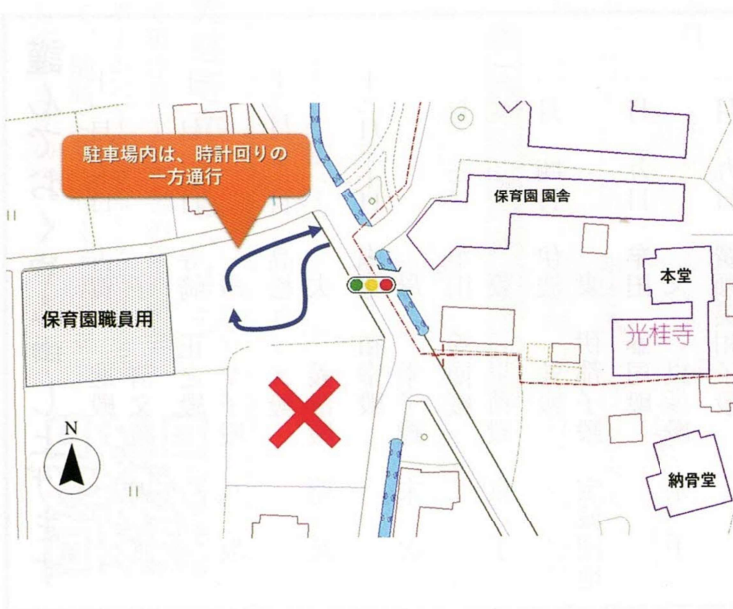 駐車場内は、時計回りの
一方通行
保育園 園舎
本堂
保育園職員用
光桂寺
N
納骨堂